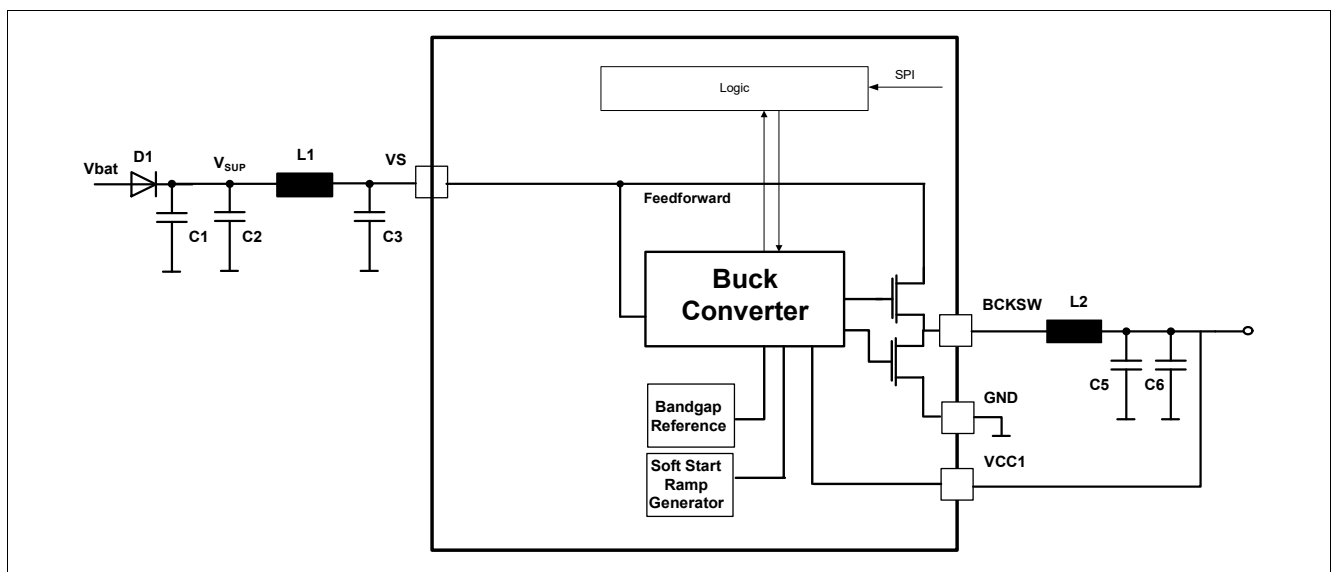 Logic
SPI
Vbat
D1
VSUP
L1
VS
C1
C2
C3
Feedforward
Buck
Converter
BCKSW
L2
C5
C6
GND
Bandgap
Reference
VCC1
Soft Start
Ramp
Generator